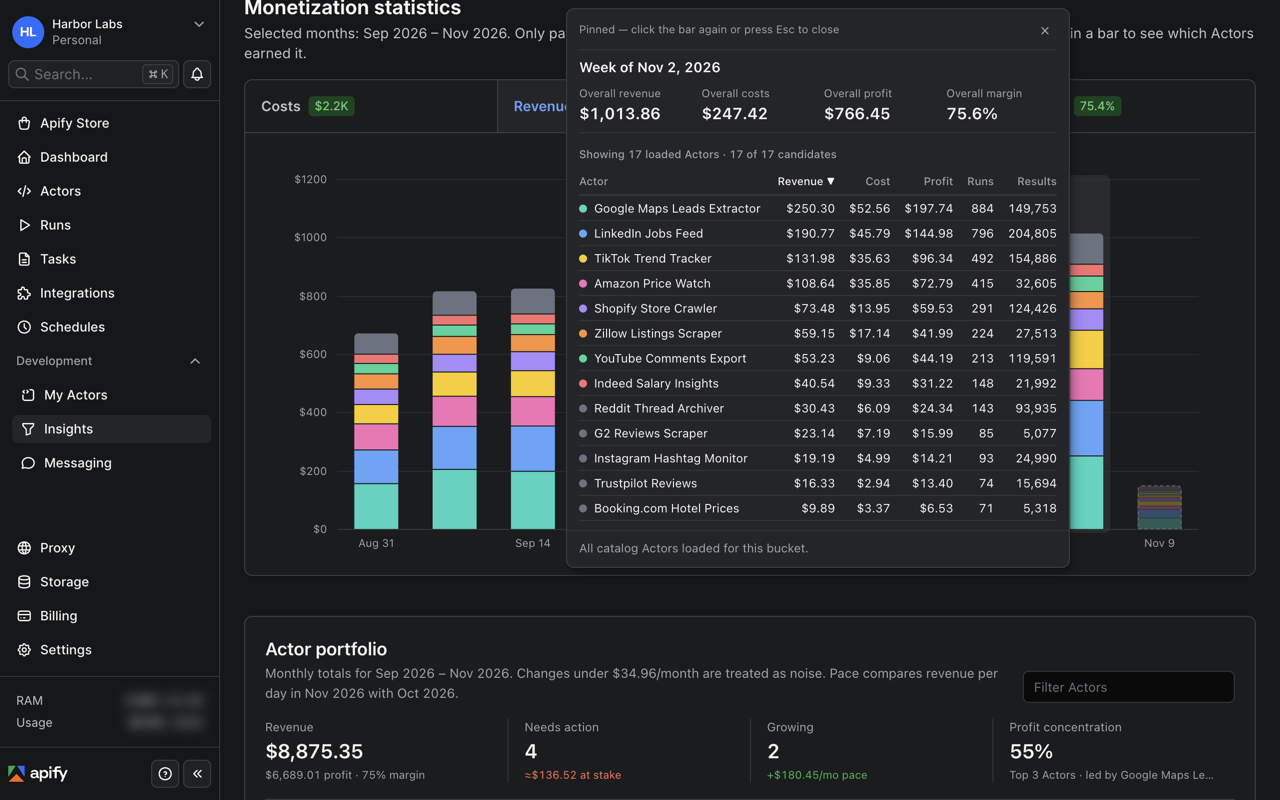 HL
Harbor Labs
Personal
Search...
⌘ K
Apify Store
Dashboard
Actors
Runs
Tasks
Integrations
Schedules
Development
My Actors
Insights
Messaging
Proxy
Storage
Billing
Settings
RAM
Usage
apify
Monetization statistics
Selected months: Sep 2026 – Nov 2026. Only pa
in a bar to see which Actors
earned it.
Costs $2.2K
Revenu
75.4%
$1200
$1000
$800
$600
$400
$200
$0
Aug 31
Sep 14
Nov 9
Pinned — click the bar again or press Esc to close
Week of Nov 2, 2026
Overall revenue Overall costs Overall profit Overall margin
$1,013.86 $247.42 $766.45 75.6%
Showing 17 loaded Actors · 17 of 17 candidates
Actor Revenue ▼ Cost Profit Runs Results
Google Maps Leads Extractor $250.30 $52.56 $197.74 884 149,753
LinkedIn Jobs Feed $190.77 $45.79 $144.98 796 204,805
TikTok Trend Tracker $131.98 $35.63 $96.34 492 154,886
Amazon Price Watch $108.64 $35.85 $72.79 415 32,605
Shopify Store Crawler $73.48 $13.95 $59.53 291 124,426
Zillow Listings Scraper $59.15 $17.14 $41.99 224 27,513
YouTube Comments Export $53.23 $9.06 $44.19 213 119,591
Indeed Salary Insights $40.54 $9.33 $31.22 148 21,992
Reddit Thread Archiver $30.43 $6.09 $24.34 143 93,935
G2 Reviews Scraper $23.14 $7.19 $15.99 85 5,077
Instagram Hashtag Monitor $19.19 $4.99 $14.21 93 24,990
Trustpilot Reviews $16.33 $2.94 $13.40 74 15,694
Booking.com Hotel Prices $9.89 $3.37 $6.53 71 5,318
All catalog Actors loaded for this bucket.
Actor portfolio
Monthly totals for Sep 2026 – Nov 2026. Changes under $34.96/month are treated as noise. Pace compares revenue per
day in Nov 2026 with Oct 2026.
Filter Actors
Revenue
$8,875.35
$6,689.01 profit · 75% margin
Needs action
4
≈$136.52 at stake
Growing
2
+$180.45/mo pace
Profit concentration
55%
Top 3 Actors · led by Google Maps Le...